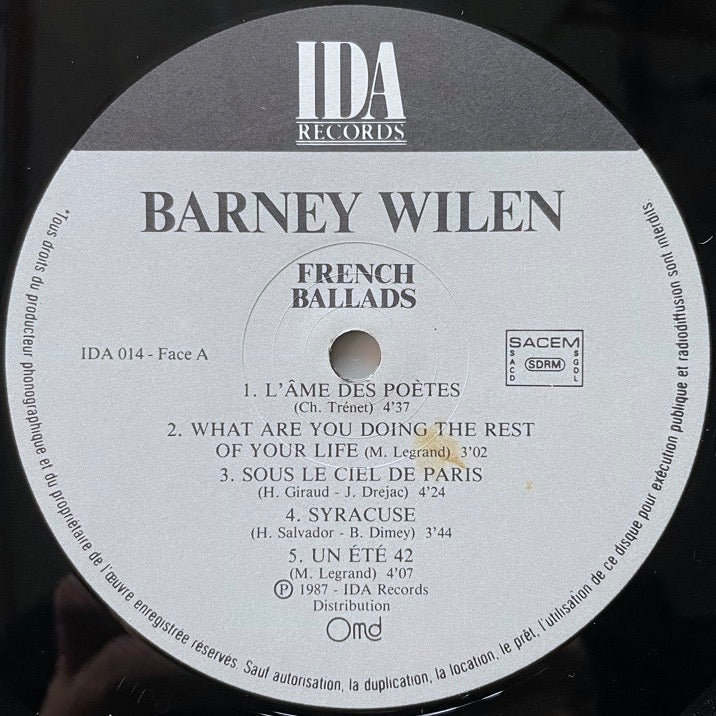 IDA
RECORDS
BARNEY WILEN
FRENCH
BALLADS
IDA 014 - Face A
SACEM
SACD
SDRM
SGDL
1. L'ÂME DES POÈTES
(Ch. Trénet) 4'37
2. WHAT ARE YOU DOING THE REST
OF YOUR LIFE (M. Legrand) 3'02
3. SOUS LE CIEL DE PARIS
(H. Giraud - J. Drejac) 4'24
4. SYRACUSE
(H. Salvador - B. Dimey) 3'44
5. UN ÉTÉ 42
(M. Legrand) 4'07
Ⓟ 1987 - IDA Records
Distribution
Omd
"Tous droits du producteur phonographique et du propriétaire de l'œuvre enregistrée réservés. Sauf autorisation, la duplication, la location, le prêt, l'utilisation de ce disque pour exécution publique et radiodiffusion sont interdits